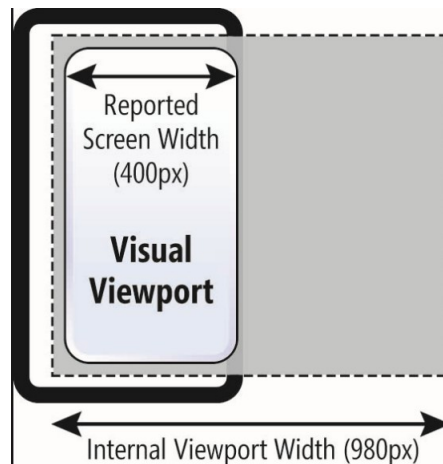 Reported
Screen Width
(400px)
Visual
Viewport
Internal Viewport Width (980px)